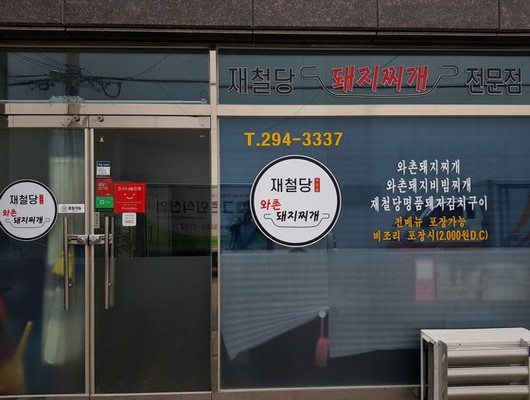 재철당 돼지찌개 전문점
T.294-3337
재철당
와촌
돼지찌개
와촌돼지찌개
와촌돼지비빔찌개
재철당명품돼지김치구이
전메뉴 포장가능
비조리 포장시(2,000원D.C)
재철당
와촌
돼지찌개